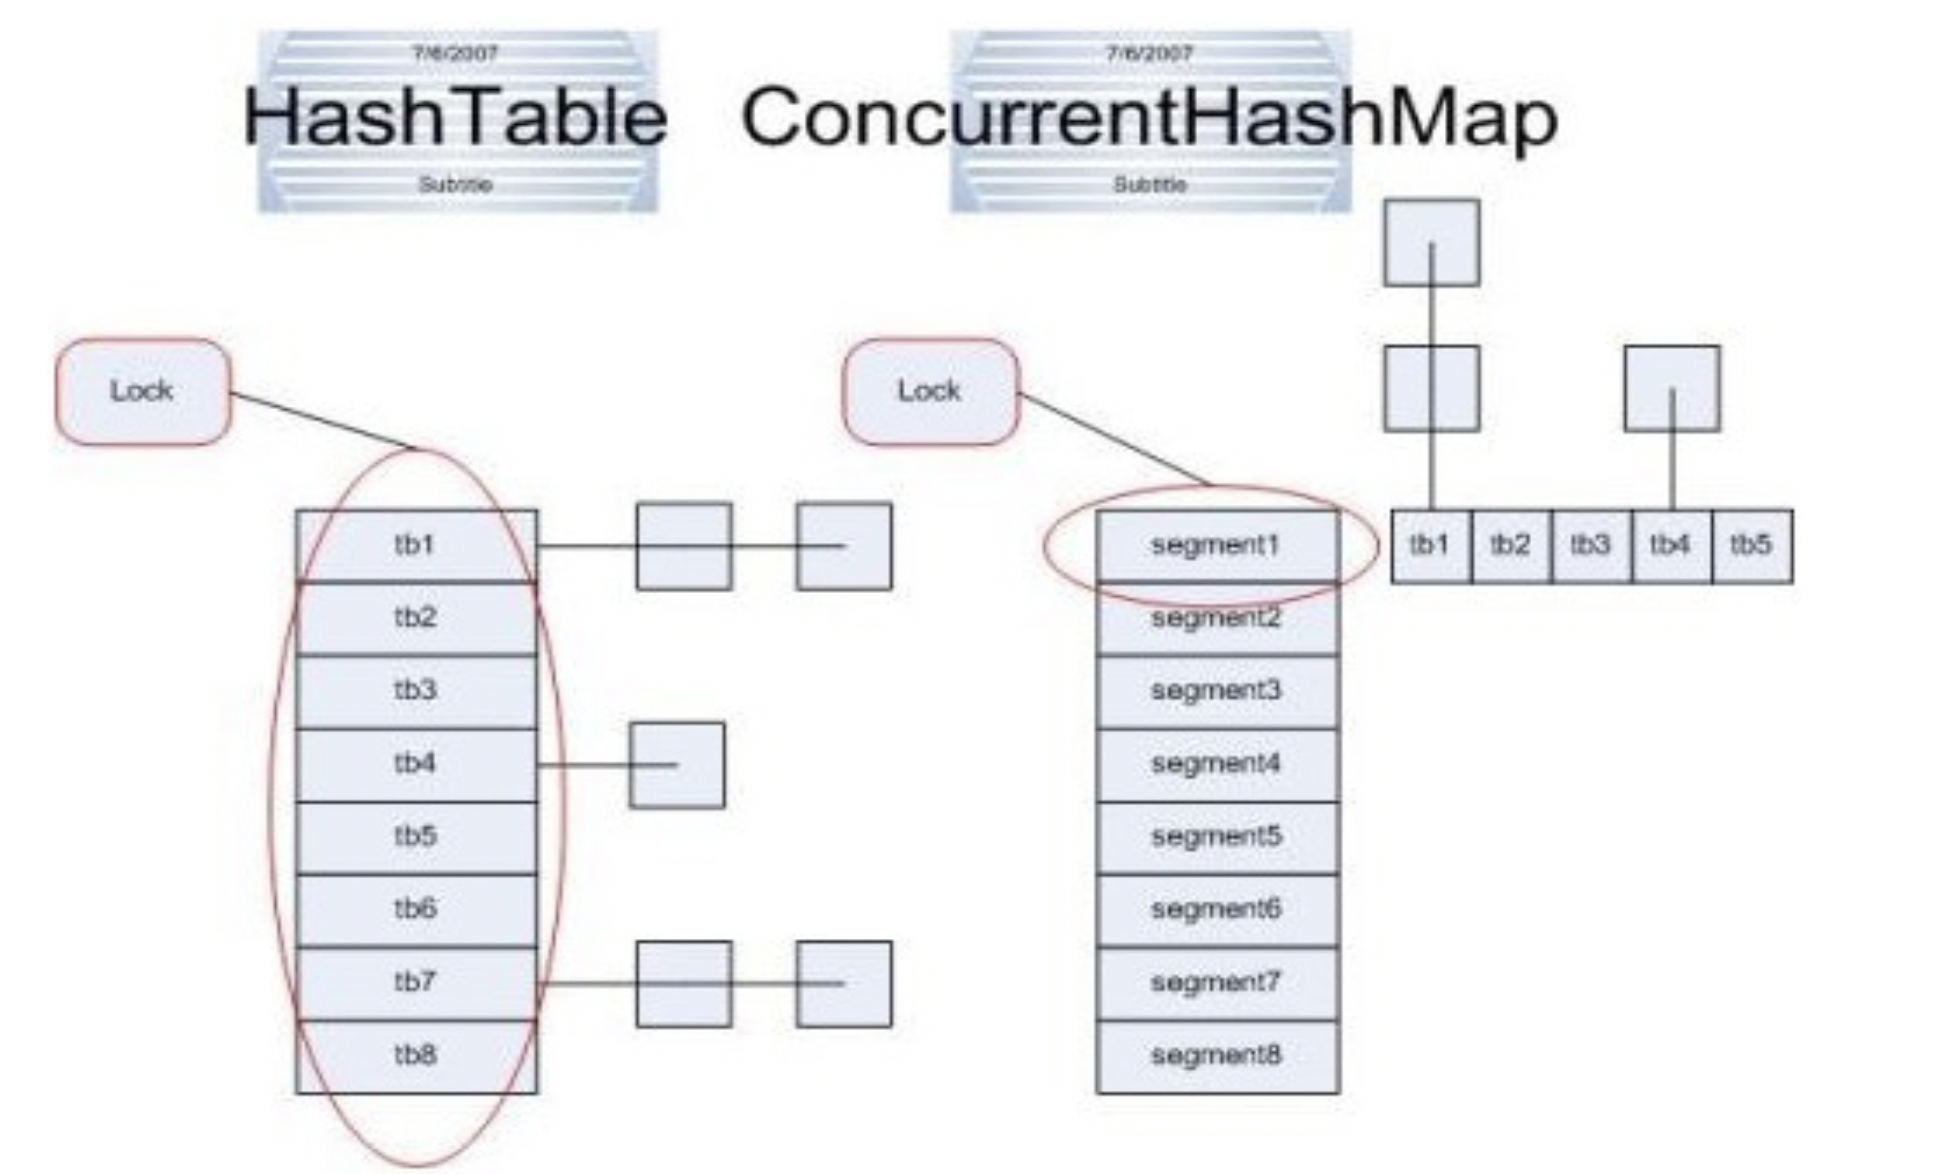 7/6/2007
HashTable
Subtitle
7/6/2007
ConcurrentHashMap
Subtitle
Lock
tb1
tb2
tb3
tb4
tb5
tb6
tb7
tb8
Lock
segment1
segment2
segment3
segment4
segment5
segment6
segment7
segment8
tb1 tb2 tb3 tb4 tb5